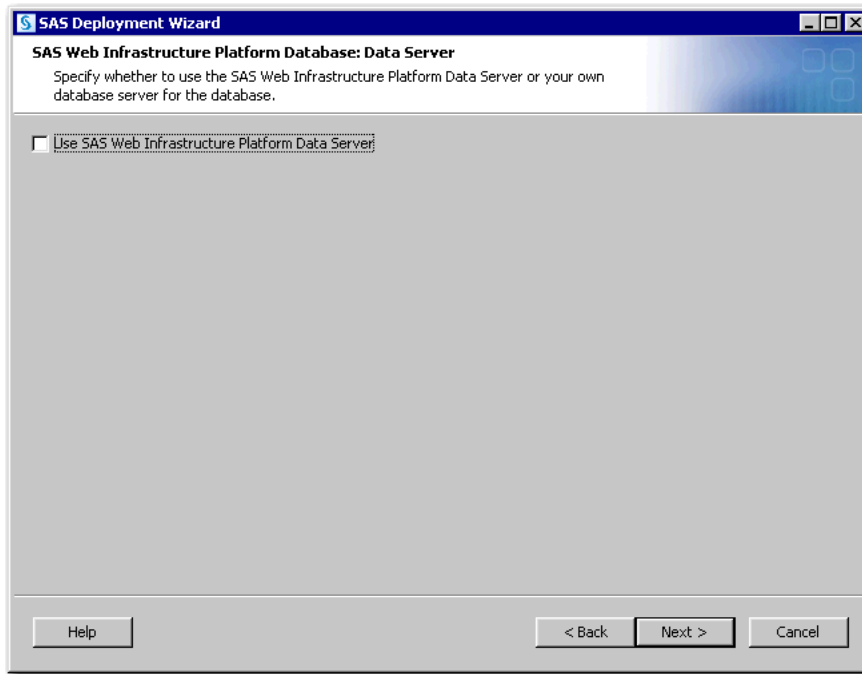 SAS Deployment Wizard
SAS Web Infrastructure Platform Database: Data Server
Specify whether to use the SAS Web Infrastructure Platform Data Server or your own
database server for the database.
Use SAS Web Infrastructure Platform Data Server
Help
< Back
Next >
Cancel